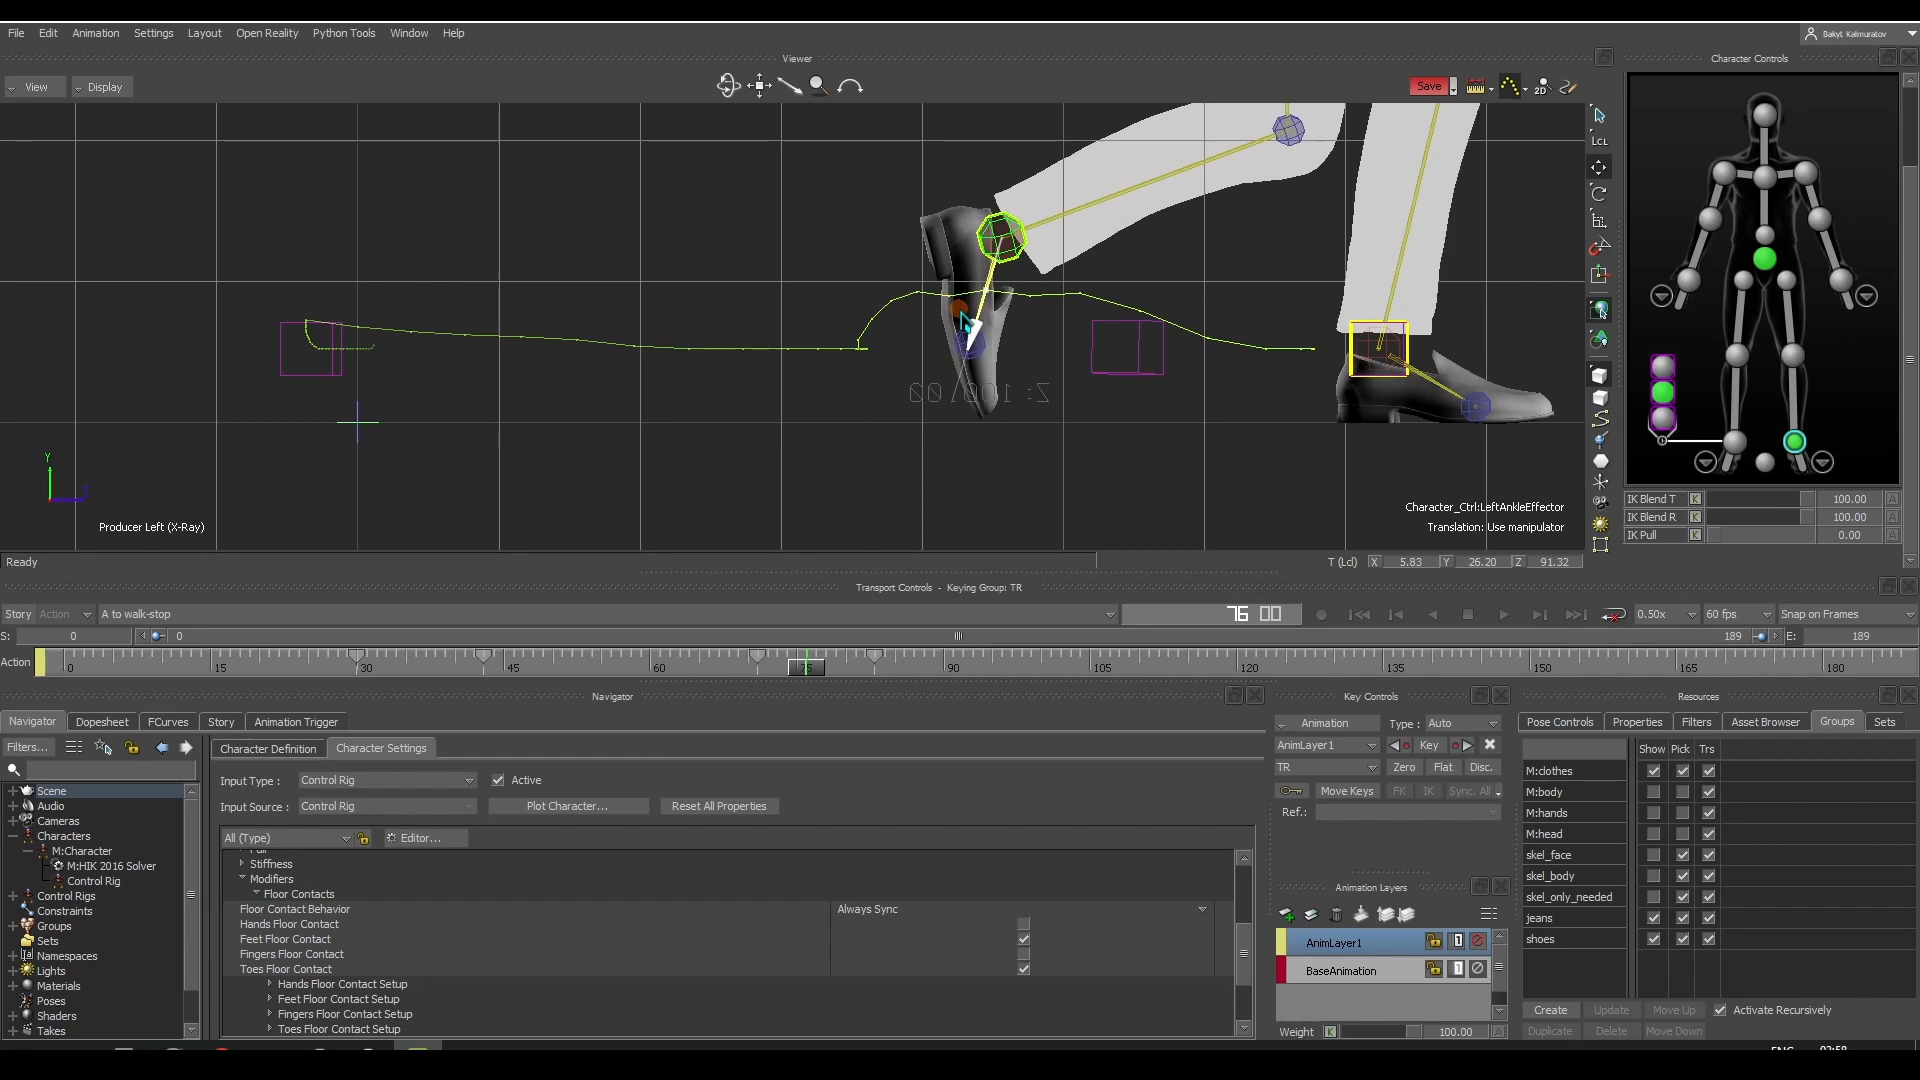 File Edit Animation Settings Layout Open Reality Python Tools Window Help
Bakyt Kalmuratov
Viewer
Character Controls
View Display
Save
2D
LCL
Z: 100.00
Y
Producer Left (X-Ray)
Character_Ctrl:LeftAnkleEffector
Translation: Use manipulator
IK Blend T K 100.00 A
IK Blend R K 100.00 A
IK Pull K 0.00 A
Ready
T (Lcl) X 5.83 Y 26.20 Z 91.32
Transport Controls - Keying Group: TR
Story Action A to walk-stop 76 00 0.50x 60 fps Snap on Frames
S: 0 0 189 E: 189
Action 0 15 30 45 60 75 90 105 120 135 150 165 180
Navigator
Key Controls
Resources
Navigator Dopesheet FCurves Story Animation Trigger
Animation Type : Auto
Pose Controls Properties Filters Asset Browser Groups Sets
Filters...
Character Definition Character Settings
AnimLayer1 Key
Show Pick Trs
TR Zero Flat Disc.
Input Type : Control Rig Active
Move Keys FK IK Sync. All
Input Source : Control Rig Plot Character... Reset All Properties
Ref.:
All (Type) Editor...
Scene
Audio
Cameras
Characters
M:Character
M:HIK 2016 Solver
Control Rig
Control Rigs
Constraints
Groups
Sets
Namespaces
Lights
Materials
Poses
Shaders
Takes
Stiffness
Modifiers
Floor Contacts
Floor Contact Behavior Always Sync
Hands Floor Contact
Feet Floor Contact
Fingers Floor Contact
Toes Floor Contact
Hands Floor Contact Setup
Feet Floor Contact Setup
Fingers Floor Contact Setup
Toes Floor Contact Setup
Animation Layers
AnimLayer1 1
BaseAnimation 1
Weight K 100.00 A
M:clothes
M:body
M:hands
M:head
skel_face
skel_body
skel_only_needed
jeans
shoes
Create Update Move Up Activate Recursively
Duplicate Delete Move Down